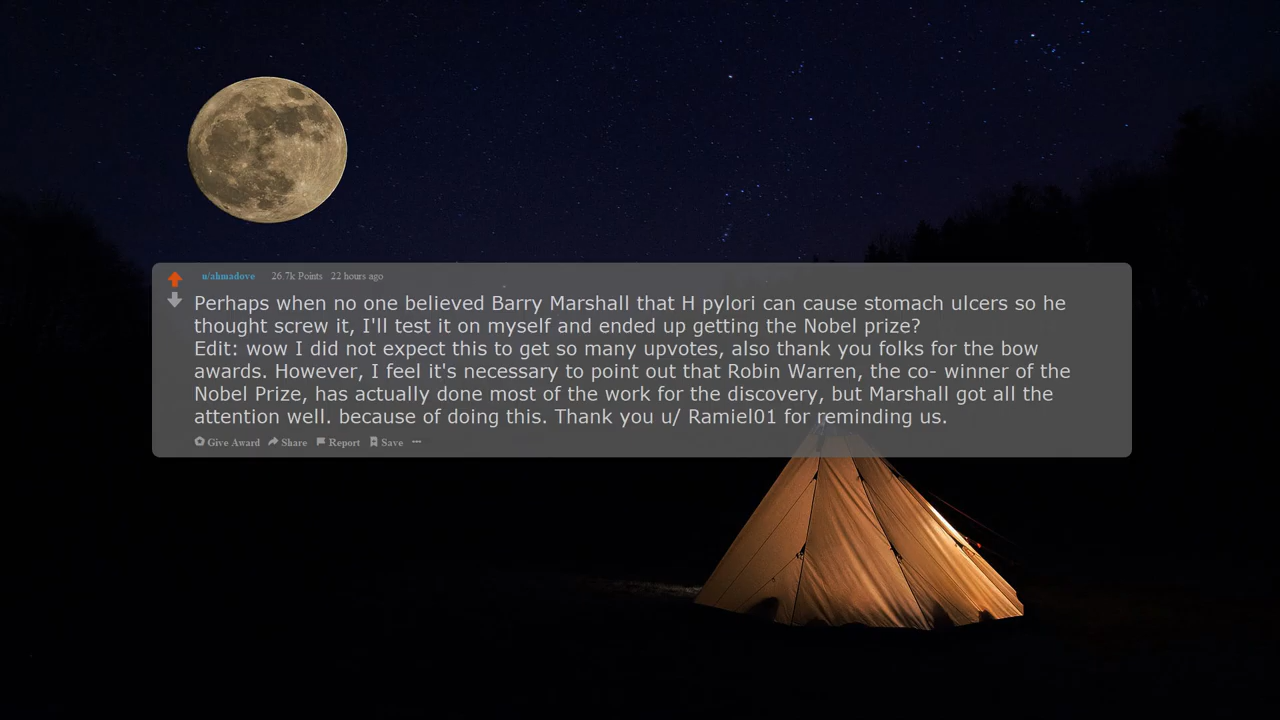 u/ahmadove 26.7k Points 22 hours ago
Perhaps when no one believed Barry Marshall that H pylori can cause stomach ulcers so he
thought screw it, I'll test it on myself and ended up getting the Nobel prize?
Edit: wow I did not expect this to get so many upvotes, also thank you folks for the bow
awards. However, I feel it's necessary to point out that Robin Warren, the co- winner of the
Nobel Prize, has actually done most of the work for the discovery, but Marshall got all the
attention well. because of doing this. Thank you u/ Ramiel01 for reminding us.
Give Award Share Report Save